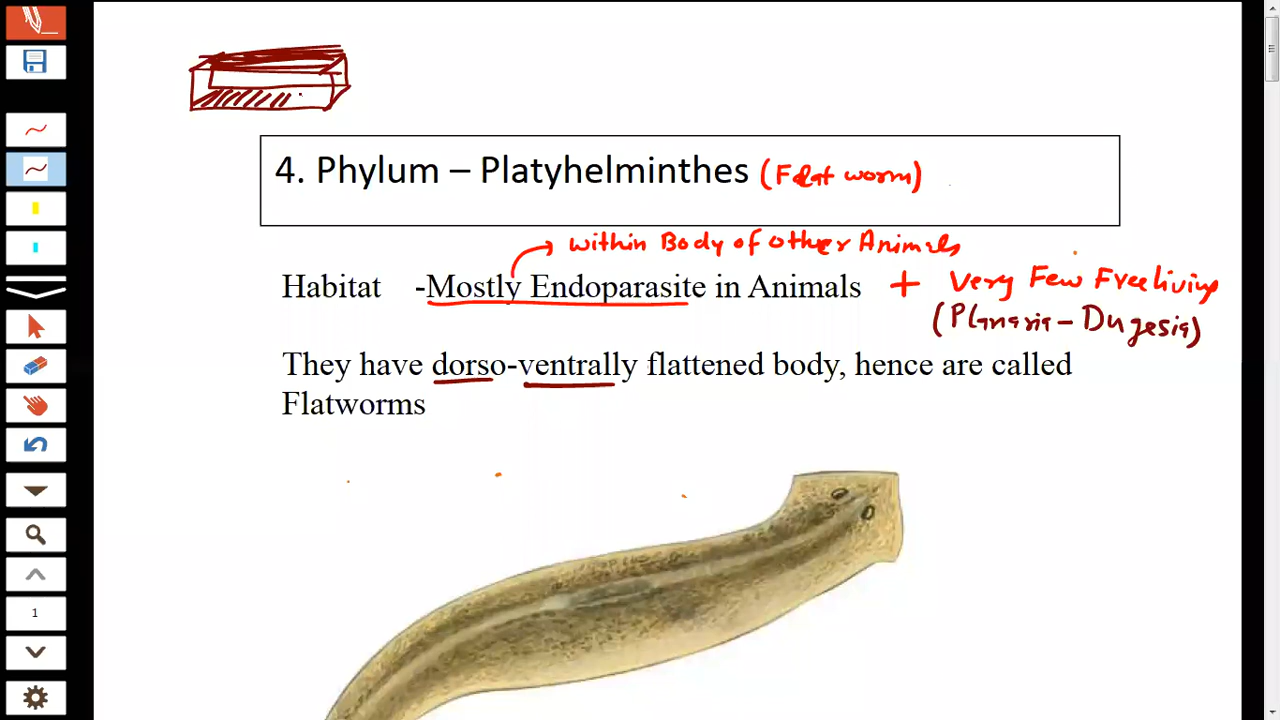 4. Phylum – Platyhelminthes (Flat worm)
within Body of other Animals
Habitat -Mostly Endoparasite in Animals + Very Few Freeliving
(Planaria - Dugesia)
They have dorso-ventrally flattened body, hence are called
Flatworms
1